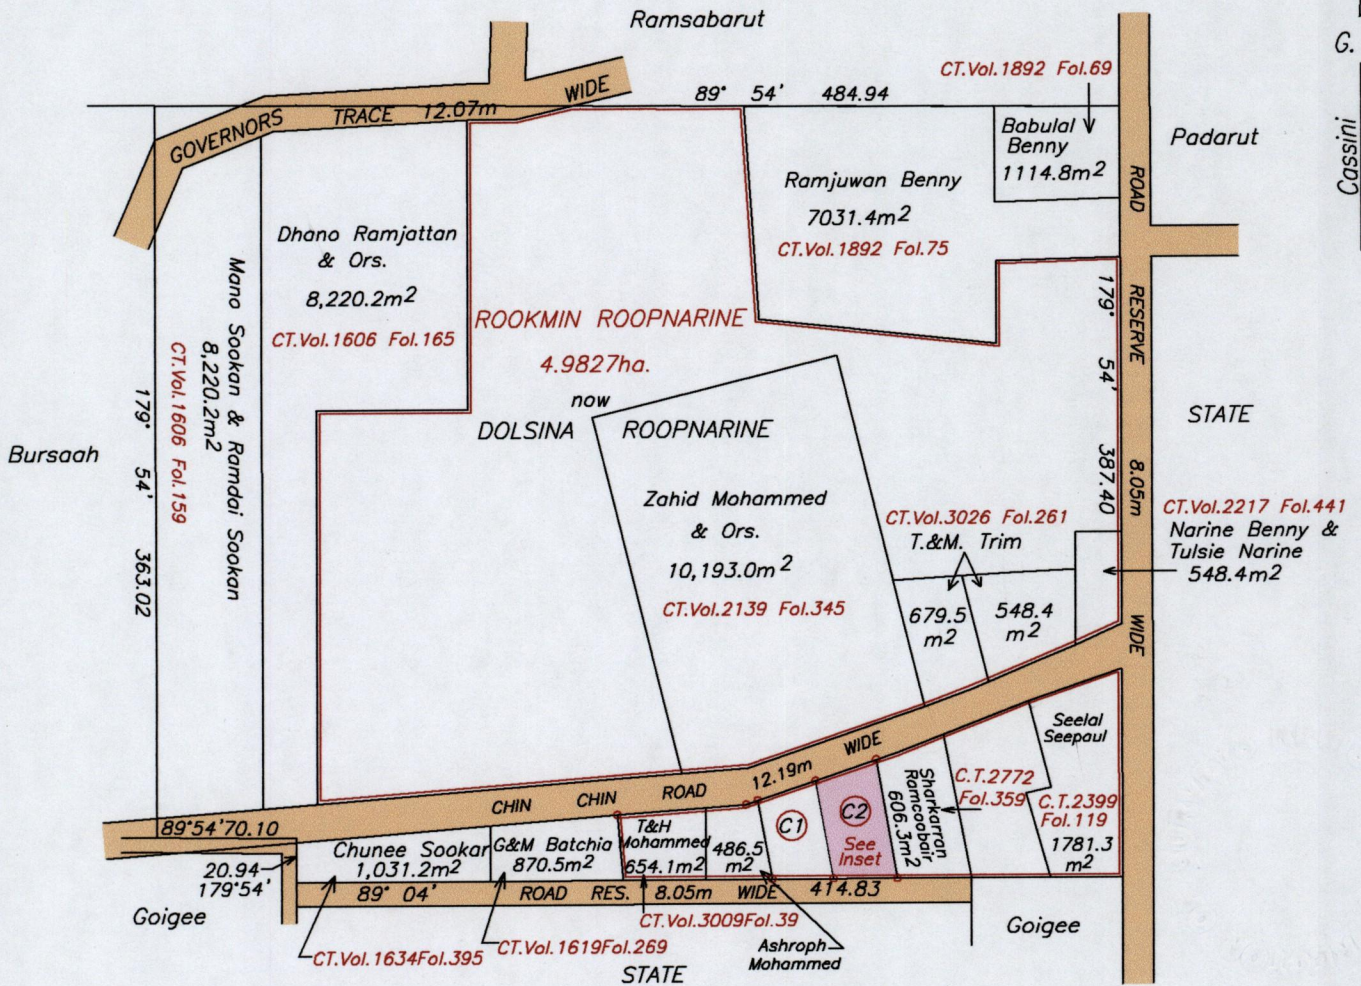 Ramsabarut
G.
CT.Vol.1892 Fol.69
GOVERNORS TRACE 12.07m WIDE
89° 54' 484.94
Babulal
Benny
1114.8m2
Padarut
Cassini
Ramjuwan Benny
7031.4m2
CT.Vol.1892 Fol.75
Dhano Ramjattan
& Ors.
8,220.2m2
CT.Vol.1606 Fol.165
Mano Sookan & Ramdai Sookan
8,220.2m2
CT.Vol.1606 Fol.159
179° 54' 363.02
Bursaah
ROOKMIN ROOPNARINE
4.9827ha.
now
DOLSINA ROOPNARINE
ROAD RESERVE 8.05m WIDE
179° 54' 387.40
STATE
Zahid Mohammed
& Ors.
10,193.0m2
CT.Vol.2139 Fol.345
CT.Vol.3026 Fol.261
T.&M. Trim
679.5
m2
548.4
m2
CT.Vol.2217 Fol.441
Narine Benny &
Tulsie Narine
548.4m2
CHIN CHIN ROAD 12.19m WIDE
Seelal
Seepaul
C.T.2399
Fol.119
1781.3
m2
C.T.2772
Fol.359
Sharkarran
Ramcoobair
606.3m2
C2
See
Inset
C1
486.5
m2
T&H
Mohammed
654.1m2
G&M Batchia
870.5m2
Chunee Sookar
1,031.2m2
89°54'70.10
20.94
179°54'
Goigee
89° 04' ROAD RES. 8.05m WIDE 414.83
Goigee
CT.Vol.3009Fol.39
CT.Vol.1619Fol.269
CT.Vol.1634Fol.395
Ashroph
Mohammed
STATE